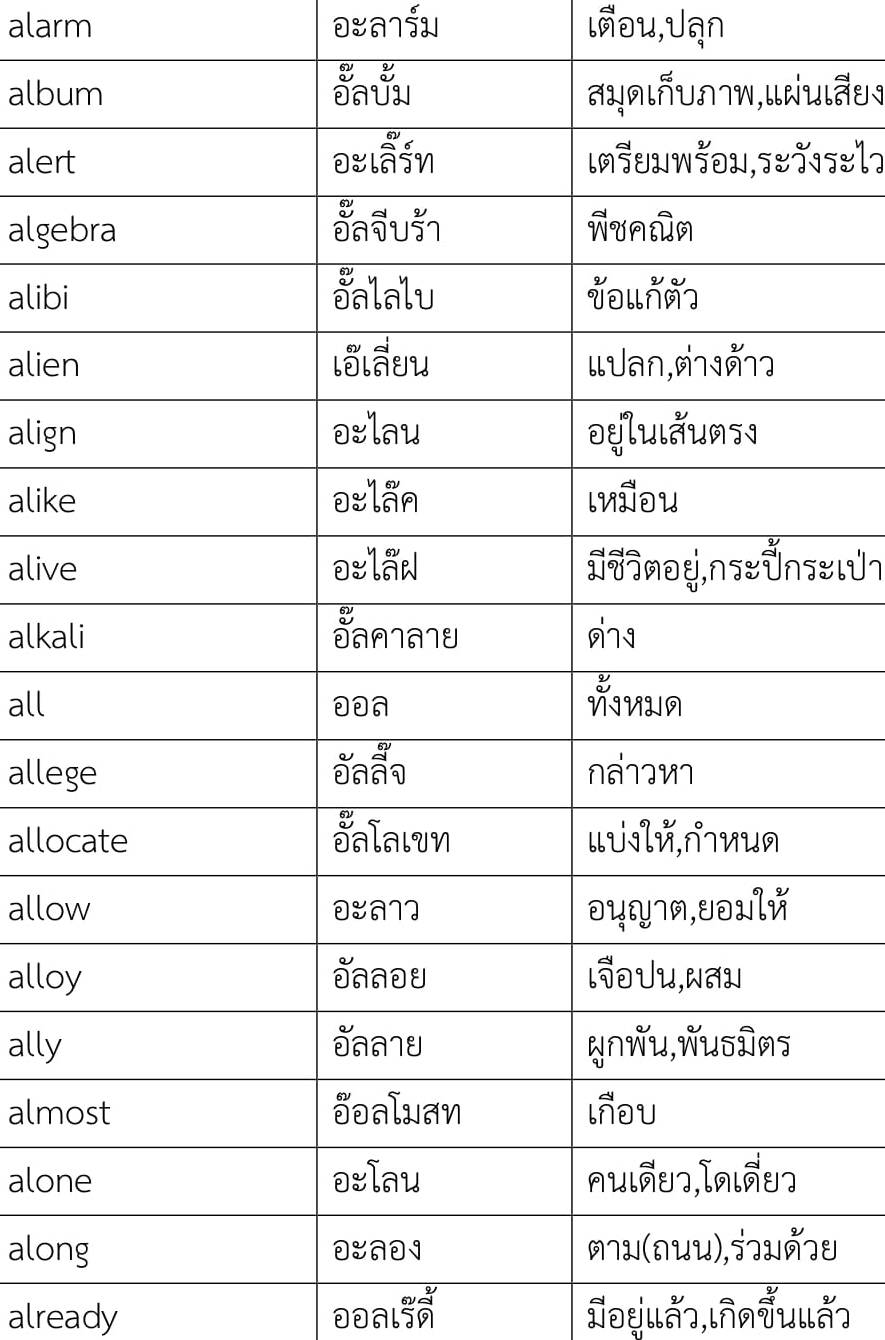 alarm อะลาร์ม เตือน,ปลุก
album อั๊ลบั้ม สมุดเก็บภาพ,แผ่นเสียง
alert อะเลิ๊ร์ท เตรียมพร้อม,ระวังระไว
algebra อั๊ลจีบร้า พีชคณิต
alibi อั๊ลไลไบ ข้อแก้ตัว
alien เอ๊เลี่ยน แปลก,ต่างด้าว
align อะไลน อยู่ในเส้นตรง
alike อะไล๊ค เหมือน
alive อะไล๊ฝ มีชีวิตอยู่,กระปี้กระเป่า
alkali อั๊ลคาลาย ด่าง
all ออล ทั้งหมด
allege อัลลี๊จ กล่าวหา
allocate อั๊ลโลเขท แบ่งให้,กำหนด
allow อะลาว อนุญาต,ยอมให้
alloy อัลลอย เจือปน,ผสม
ally อัลลาย ผูกพัน,พันธมิตร
almost อ๊อลโมสท เกือบ
alone อะโลน คนเดียว,โดเดี่ยว
along อะลอง ตาม(ถนน),ร่วมด้วย
already ออลเร๊ดี้ มีอยู่แล้ว,เกิดขึ้นแล้ว